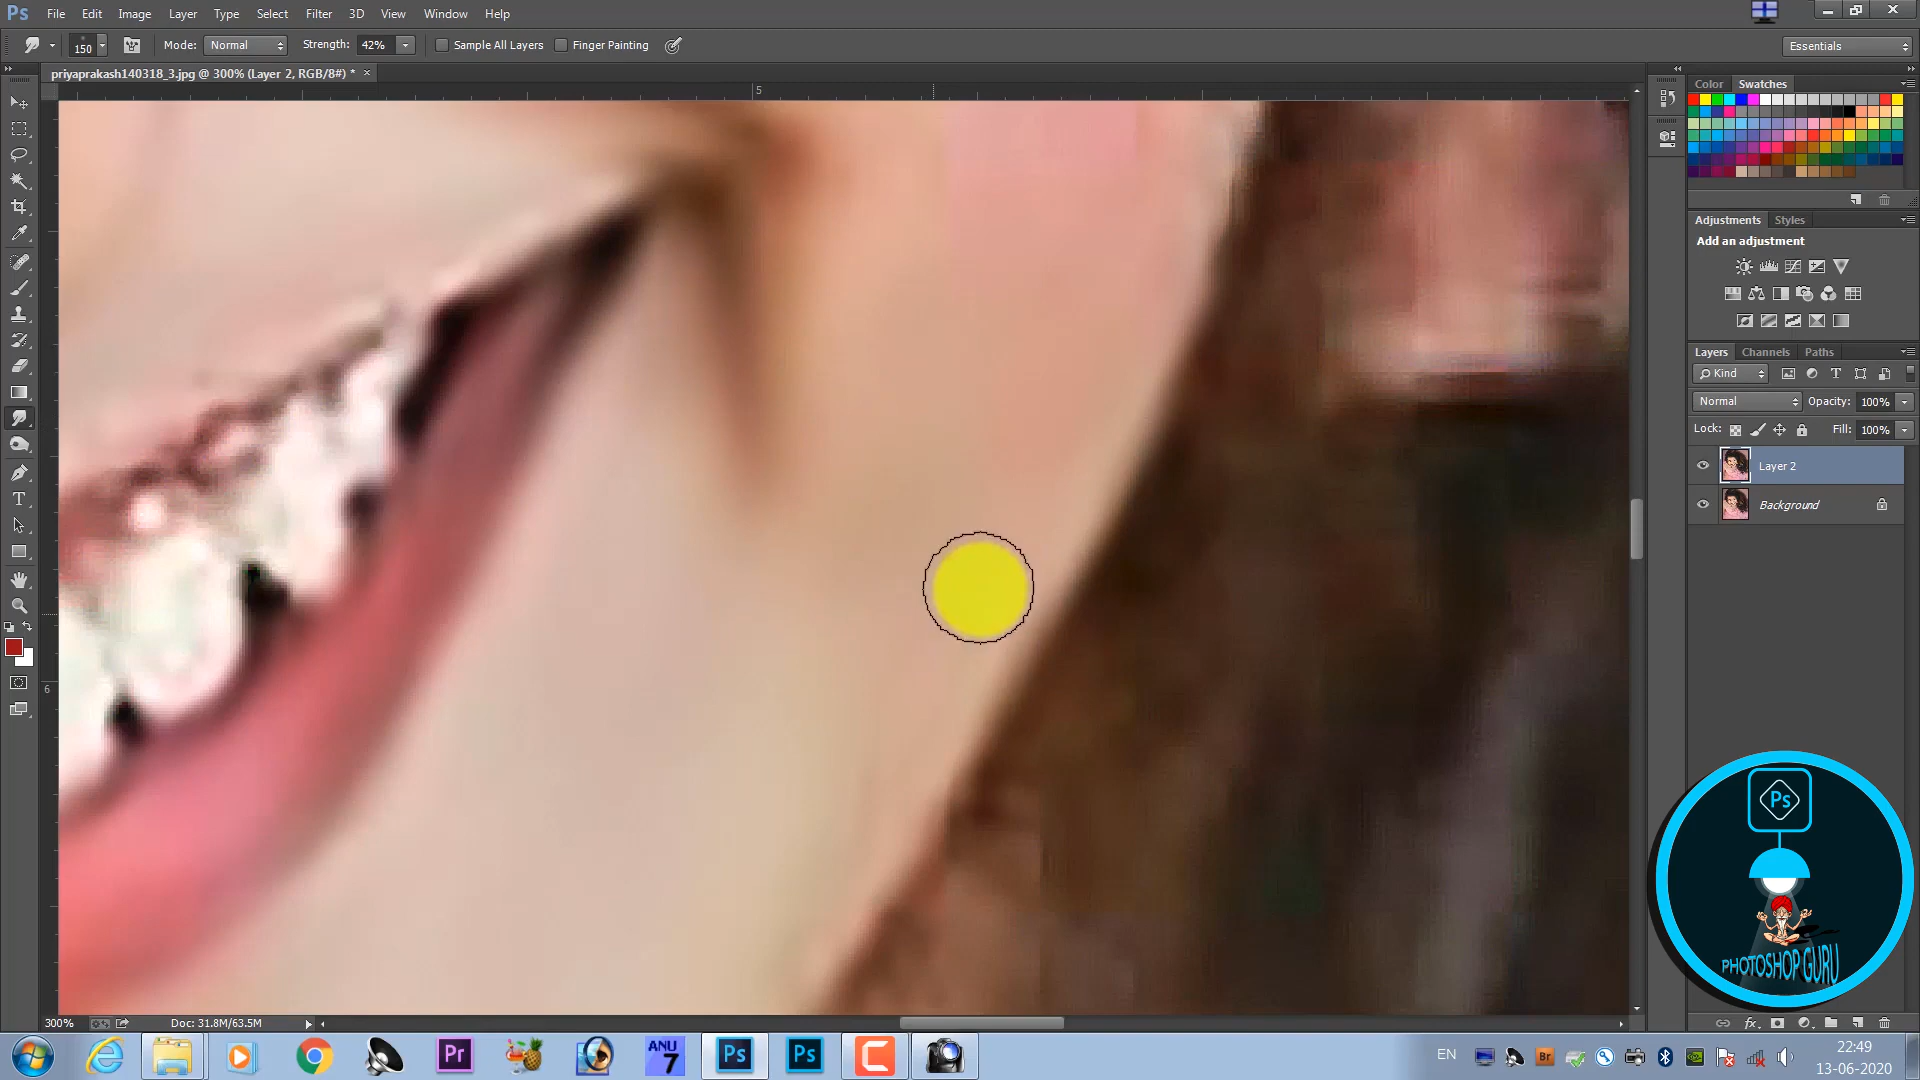 Ps File Edit Image Layer Type Select Filter 3D View Window Help
150 Mode: Normal Strength: 42% Sample All Layers Finger Painting Essentials
priyaprakash140318_3.jpg @ 300% (Layer 2, RGB/8#) * ×
5
6
Color Swatches
Adjustments Styles
Add an adjustment
Layers Channels Paths
Kind
Normal Opacity: 100%
Lock: Fill: 100%
Layer 2
Background
Ps
PHOTOSHOP GURU
300% Doc: 31.8M/63.5M
Pr ANU 7 Ps Ps EN Br 22:49
13-06-2020